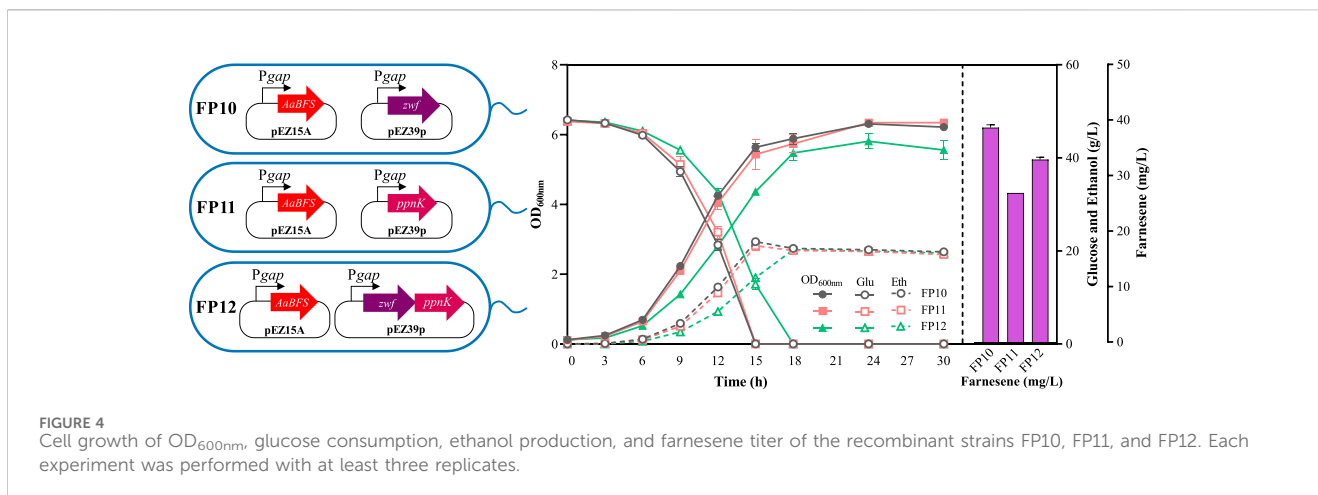 FP10
Pgap
AaBFS
pEZ15A
Pgap
zwf
pEZ39p
FP11
Pgap
AaBFS
pEZ15A
Pgap
ppnK
pEZ39p
FP12
Pgap
AaBFS
pEZ15A
Pgap
zwf
ppnK
pEZ39p
OD600nm
8
6
4
2
0
0 3 6 9 12 15 18 21 24 27 30
Time (h)
OD600nm Glu Eth
FP10
FP11
FP12
60
40
20
0
Glucose and Ethanol (g/L)
50
40
30
20
10
0
Farnesene (mg/L)
FP10 FP11 FP12
Farnesene (mg/L)
FIGURE 4
Cell growth of OD600nm, glucose consumption, ethanol production, and farnesene titer of the recombinant strains FP10, FP11, and FP12. Each
experiment was performed with at least three replicates.